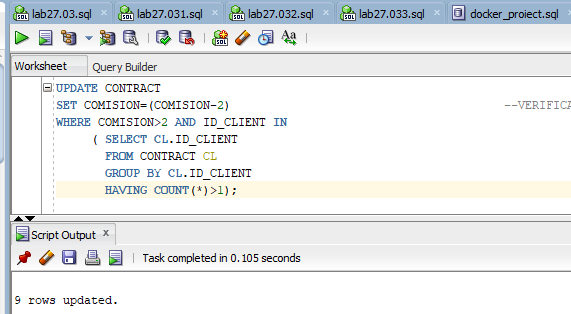 lab27.03.sql lab27.031.sql lab27.032.sql lab27.033.sql docker_project.sql
Worksheet Query Builder
UPDATE CONTRACT
SET COMISION=(COMISION-2) --VERIFICA
WHERE COMISION>2 AND ID_CLIENT IN
( SELECT CL.ID_CLIENT
FROM CONTRACT CL
GROUP BY CL.ID_CLIENT
HAVING COUNT(*)>1);
Script Output x
Task completed in 0.105 seconds
9 rows updated.